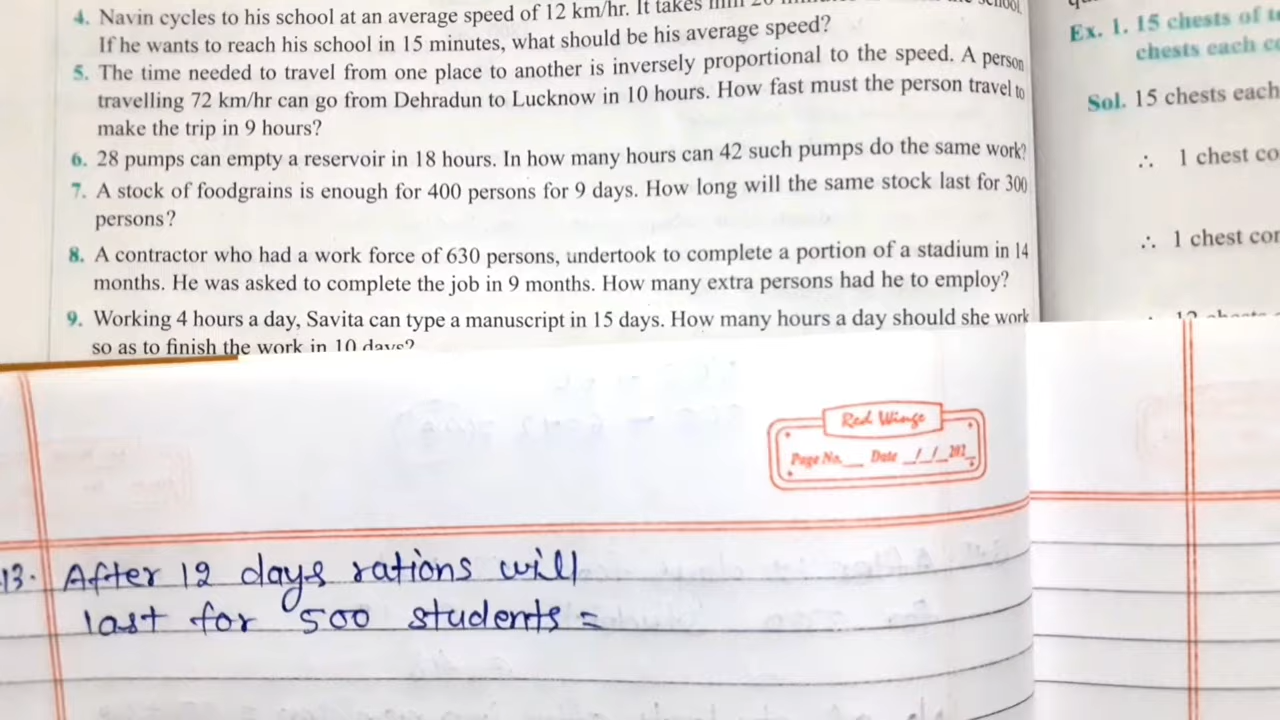 4. Navin cycles to his school at an average speed of 12 km/hr. It takes
If he wants to reach his school in 15 minutes, what should be his average speed?
5. The time needed to travel from one place to another is inversely proportional to the speed. A person
travelling 72 km/hr can go from Dehradun to Lucknow in 10 hours. How fast must the person travel to
make the trip in 9 hours?
6. 28 pumps can empty a reservoir in 18 hours. In how many hours can 42 such pumps do the same work?
7. A stock of foodgrains is enough for 400 persons for 9 days. How long will the same stock last for 300
persons?
8. A contractor who had a work force of 630 persons, undertook to complete a portion of a stadium in 14
months. He was asked to complete the job in 9 months. How many extra persons had he to employ?
9. Working 4 hours a day, Savita can type a manuscript in 15 days. How many hours a day should she work
so as to finish the work in 10 days?
Ex. 1. 15 chests of
chests each
Sol. 15 chests each
∴ 1 chest
∴ 1 chest
Red Wings
Page No.__ Date _/_/_202_
13. After 12 days rations will
last for 500 students =